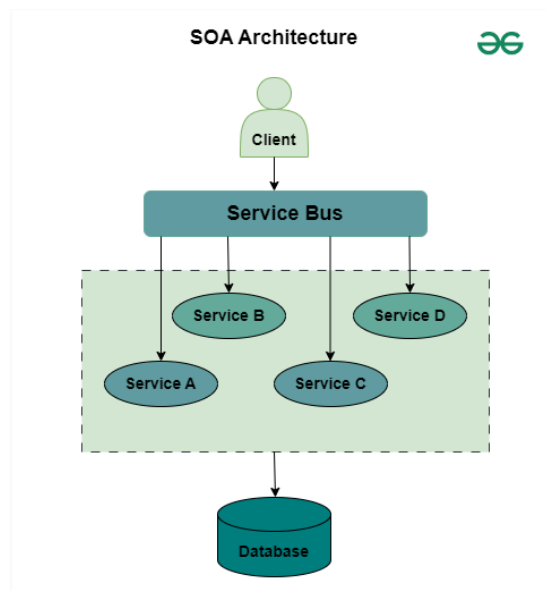 SOA Architecture
Client
Service Bus
Service B
Service D
Service A
Service C
Database